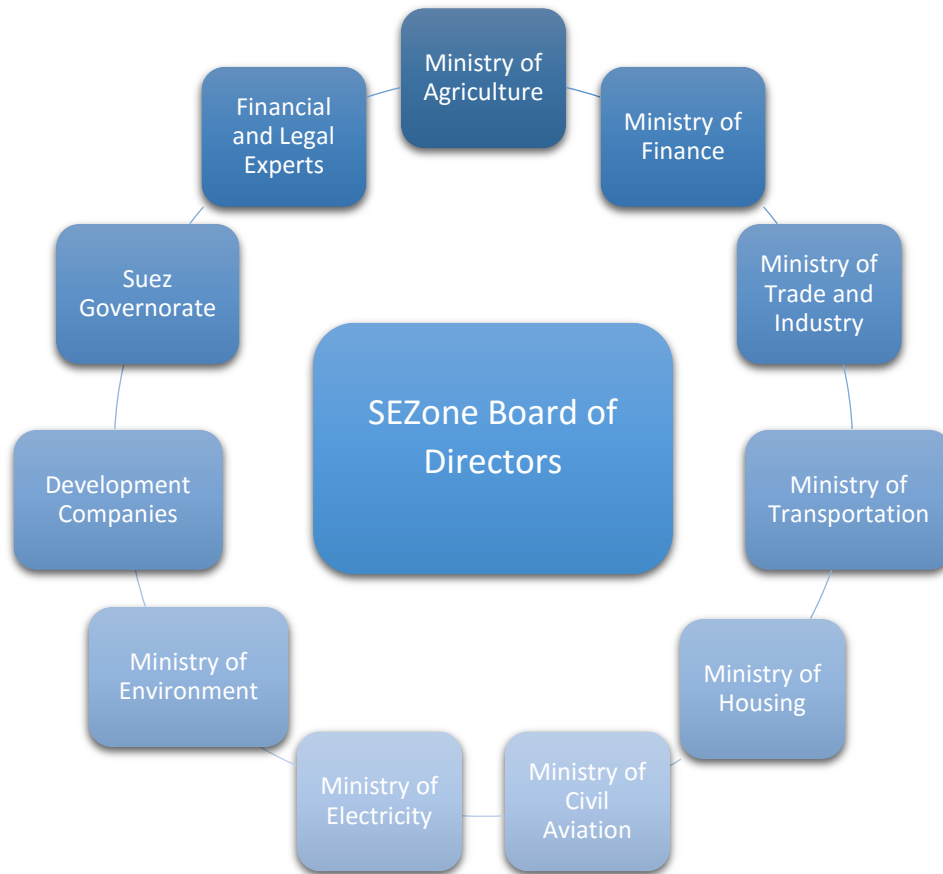 Ministry of
Agriculture
Ministry of
Finance
Ministry of
Trade and
Industry
Ministry of
Transportation
Ministry of
Housing
Ministry of
Civil
Aviation
Ministry of
Electricity
Ministry of
Environment
Development
Companies
Suez
Governorate
Financial
and Legal
Experts
SEZone Board of
Directors